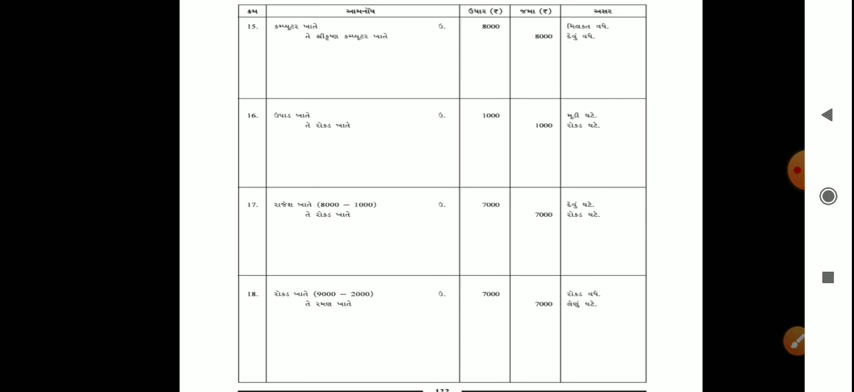 ક્રમ આમનોંધ ઉધાર (₹) જમા (₹) અસર
15. કમ્પ્યૂટર ખાતે ઉ. 8000 મિલકત વધે.
તે શ્રીકૃષ્ણ કમ્પ્યૂટર ખાતે 8000 દેવું વધે.
16. ઉપાડ ખાતે ઉ. 1000 મૂડી ઘટે.
તે રોકડ ખાતે 1000 રોકડ ઘટે.
17. રાજેશ ખાતે (8000 – 1000) ઉ. 7000 દેવું ઘટે.
તે રોકડ ખાતે 7000 રોકડ ઘટે.
18. રોકડ ખાતે (9000 – 2000) ઉ. 7000 રોકડ વધે.
તે રમણ ખાતે 7000 લેણું ઘટે.